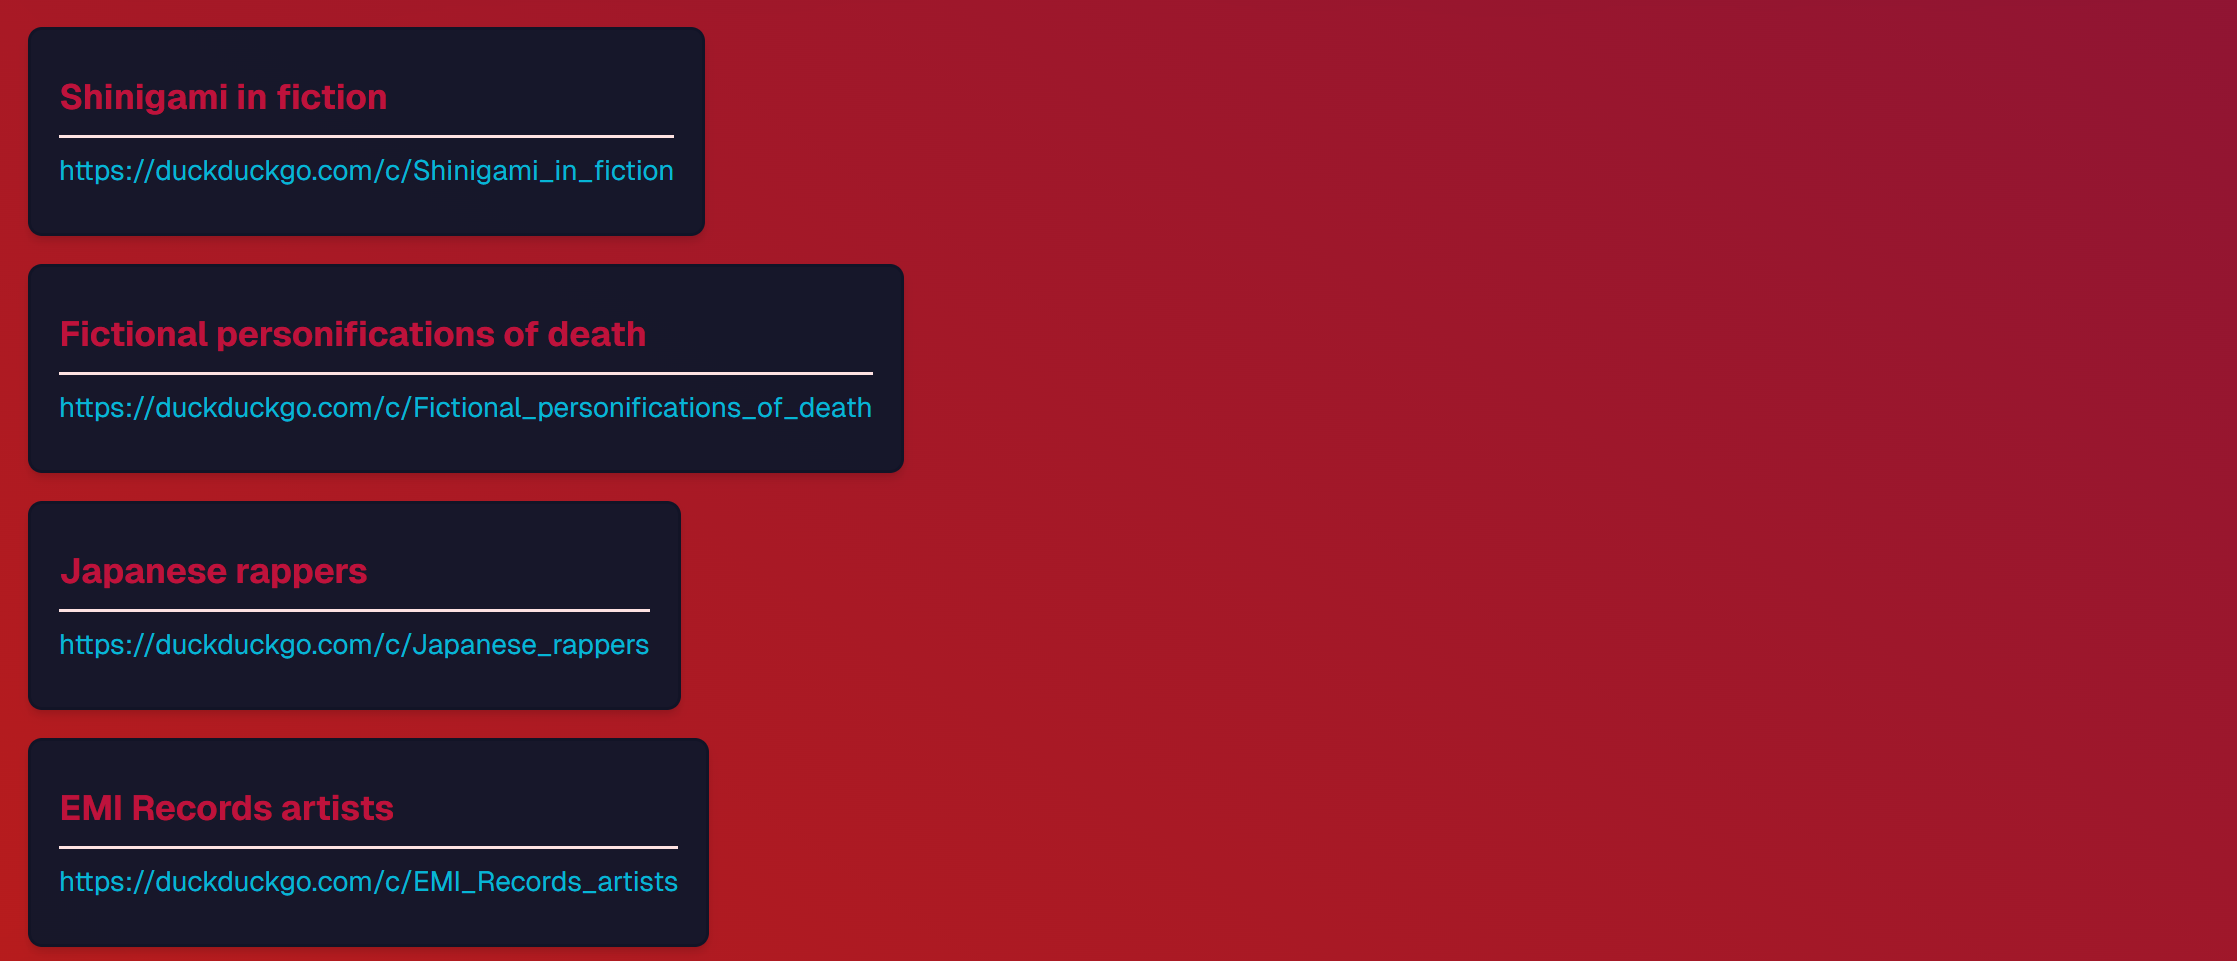 Shinigami in fiction
https://duckduckgo.com/c/Shinigami_in_fiction
Fictional personifications of death
https://duckduckgo.com/c/Fictional_personifications_of_death
Japanese rappers
https://duckduckgo.com/c/Japanese_rappers
EMI Records artists
https://duckduckgo.com/c/EMI_Records_artists